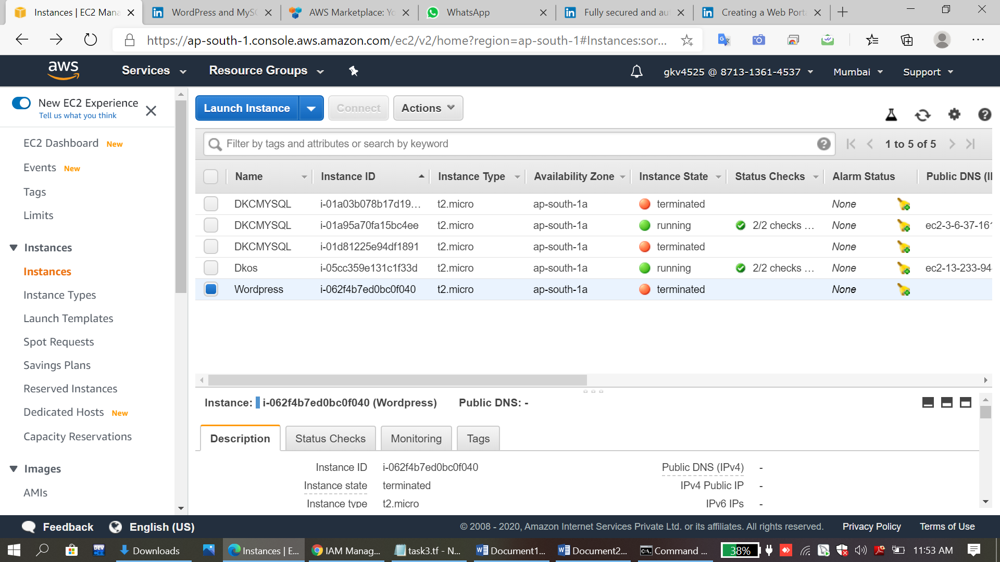 Instances | EC2 Mana
WordPress and MySQ
AWS Marketplace: Yo
WhatsApp
Fully secured and au
Creating a Web Porta
https://ap-south-1.console.aws.amazon.com/ec2/v2/home?region=ap-south-1#Instances:sor...
aws
Services
Resource Groups
gkv4525 @ 8713-1361-4537
Mumbai
Support
New EC2 Experience
Tell us what you think
EC2 Dashboard New
Events New
Tags
Limits
Instances
Instances
Instance Types
Launch Templates
Spot Requests
Savings Plans
Reserved Instances
Dedicated Hosts New
Capacity Reservations
Images
AMIs
Launch Instance
Connect
Actions
Filter by tags and attributes or search by keyword
1 to 5 of 5
Name Instance ID Instance Type Availability Zone Instance State Status Checks Alarm Status Public DNS (I
DKCMYSQL i-01a03b078b17d19... t2.micro ap-south-1a terminated None
DKCMYSQL i-01a95a70fa15bc4ee t2.micro ap-south-1a running 2/2 checks ... None ec2-3-6-37-161
DKCMYSQL i-01d81225e94df1891 t2.micro ap-south-1a terminated None
Dkos i-05cc359e131c1f33d t2.micro ap-south-1a running 2/2 checks ... None ec2-13-233-94
Wordpress i-062f4b7ed0bc0f040 t2.micro ap-south-1a terminated None
Instance: i-062f4b7ed0bc0f040 (Wordpress) Public DNS: -
Description
Status Checks
Monitoring
Tags
Instance ID i-062f4b7ed0bc0f040 Public DNS (IPv4) -
Instance state terminated IPv4 Public IP -
Instance type t2.micro IPv6 IPs -
Feedback
English (US)
© 2008 - 2020, Amazon Internet Services Private Ltd. or its affiliates. All rights reserved.
Privacy Policy
Terms of Use
DEV
Downloads
Instances | E...
IAM Manag...
task3.tf - N...
Document1...
Document2...
Command ...
38%
11:53 AM